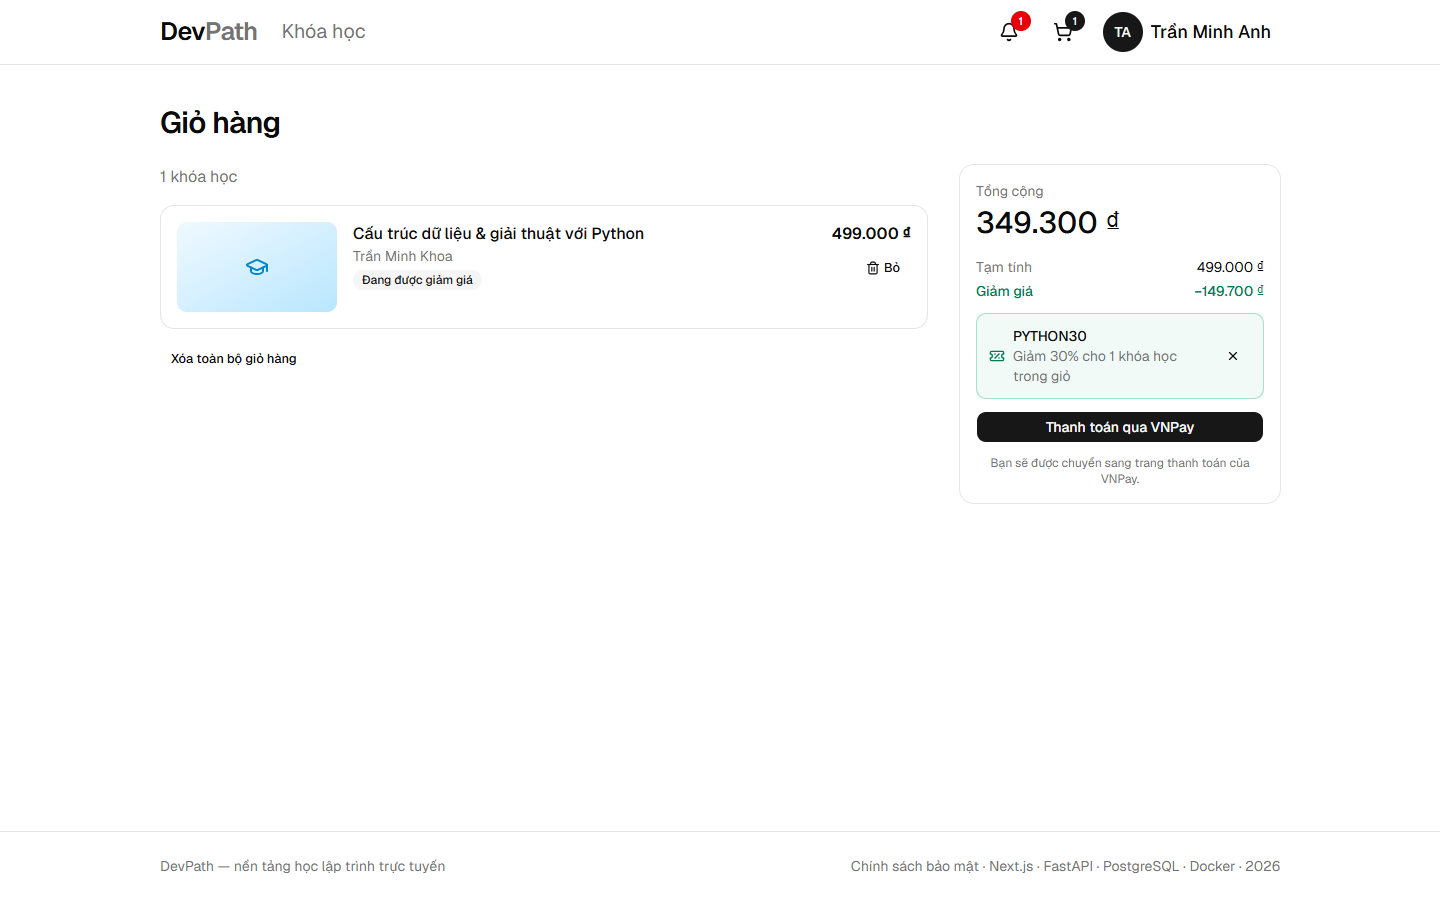 DevPath Khóa học 1 1 TA Trần Minh Anh
Giỏ hàng
1 khóa học
Cấu trúc dữ liệu & giải thuật với Python 499.000 ₫
Trần Minh Khoa
Đang được giảm giá
Bỏ
Xóa toàn bộ giỏ hàng
Tổng cộng
349.300 ₫
Tạm tính 499.000 ₫
Giảm giá −149.700 ₫
PYTHON30
Giảm 30% cho 1 khóa học
trong giỏ
Thanh toán qua VNPay
Bạn sẽ được chuyển sang trang thanh toán của
VNPay.
DevPath — nền tảng học lập trình trực tuyến
Chính sách bảo mật · Next.js · FastAPI · PostgreSQL · Docker · 2026